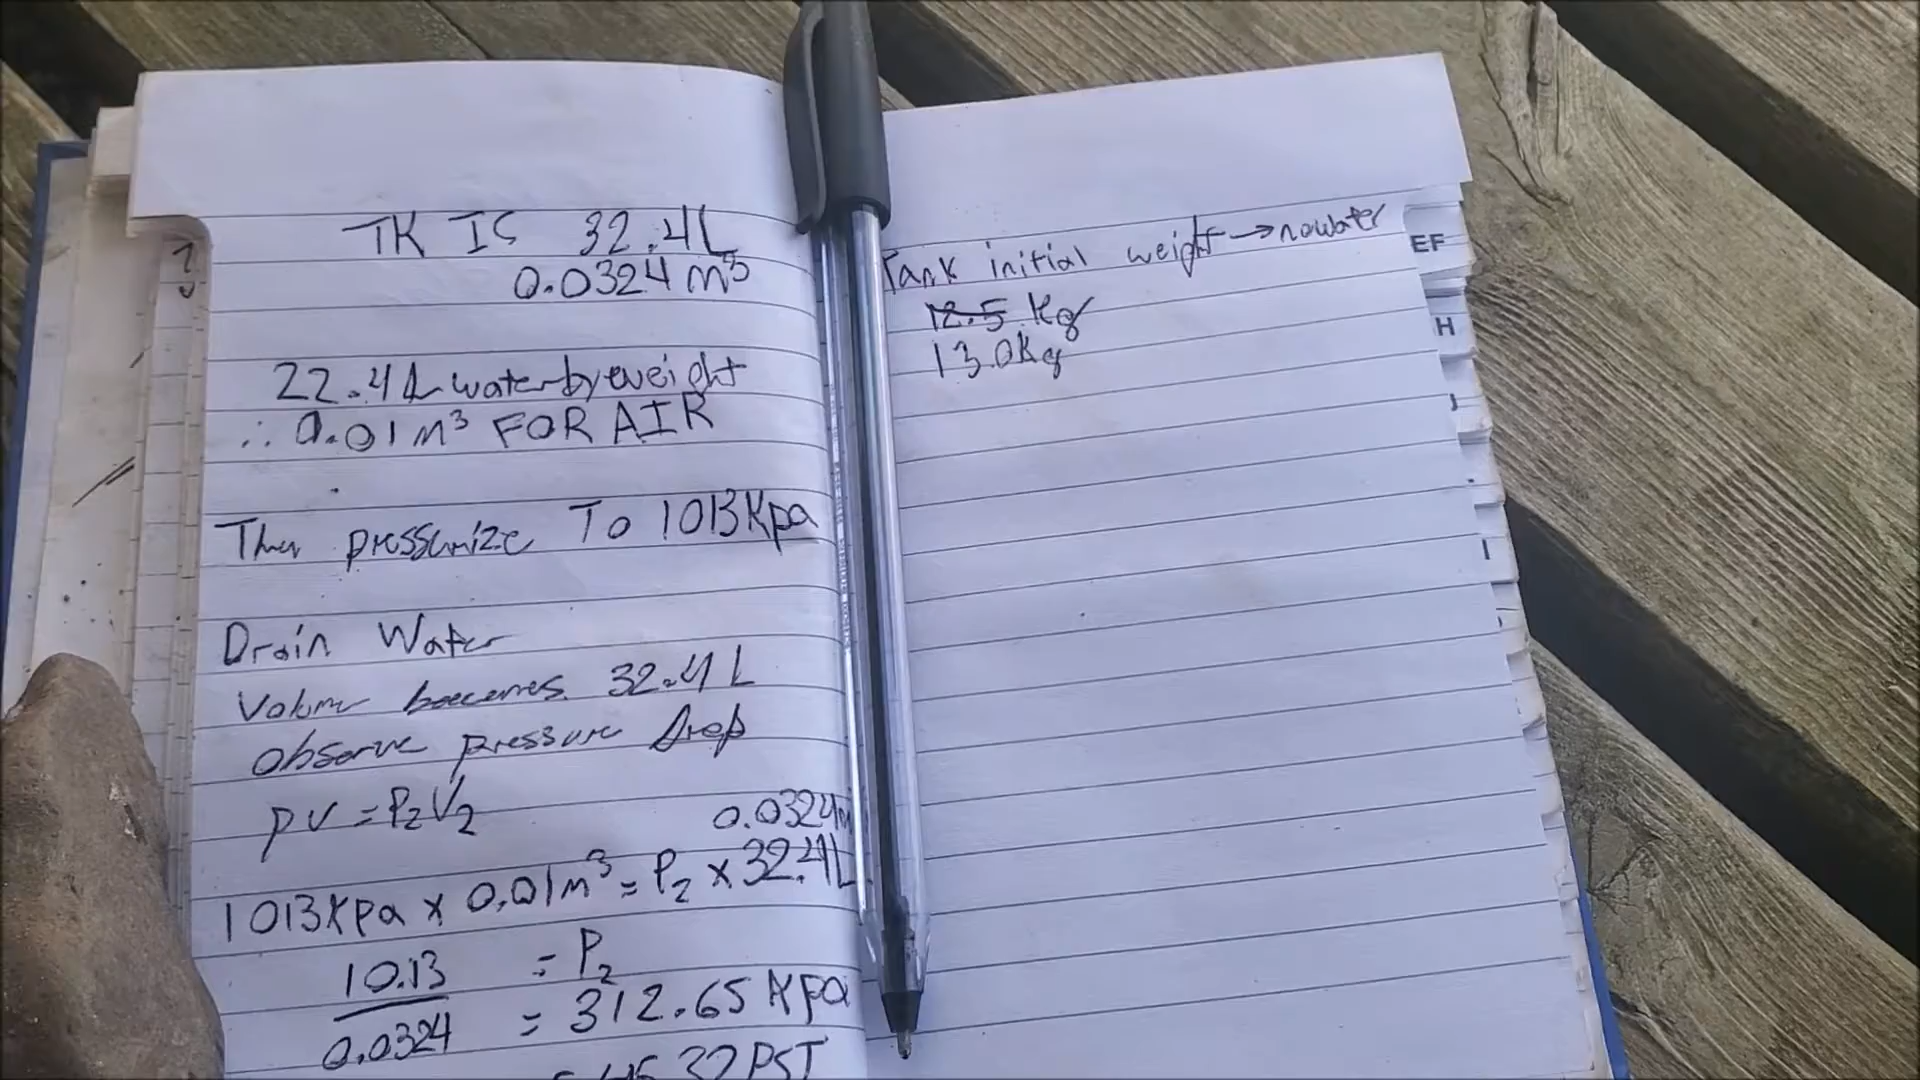 TK IS 32.4L
0.0324 m³
22.4L water by weight
∴ 0.01 m³ FOR AIR
Then pressurize To 1013Kpa
Drain Water
Volume becomes 32.4 L
Observe pressure Drop
PV = P₂V₂
0.0324m
1013Kpa x 0.01m³ = P₂ x 32.4L
10.13 = P₂
0.0324 = 312.65 Kpa
PSI
Tank initial weight → no water
12.5 Kg
13.0Kg
EF
H
J
I